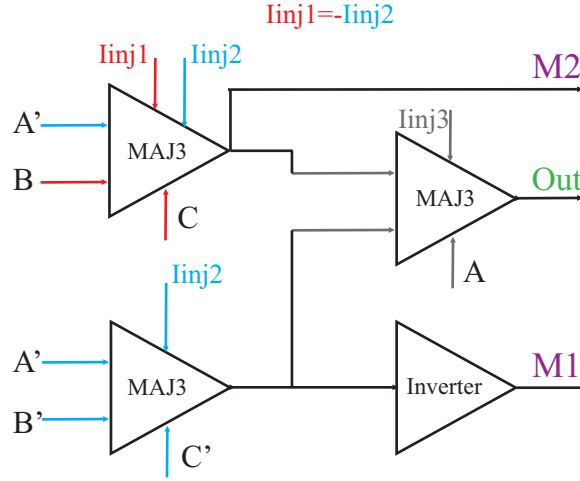 Iinj1=-Iinj2
Iinj1 Iinj2
M2
A’
MAJ3
Iinj3
B
MAJ3
Out
C
A
Iinj2
A’
MAJ3
Inverter
M1
B’
C’